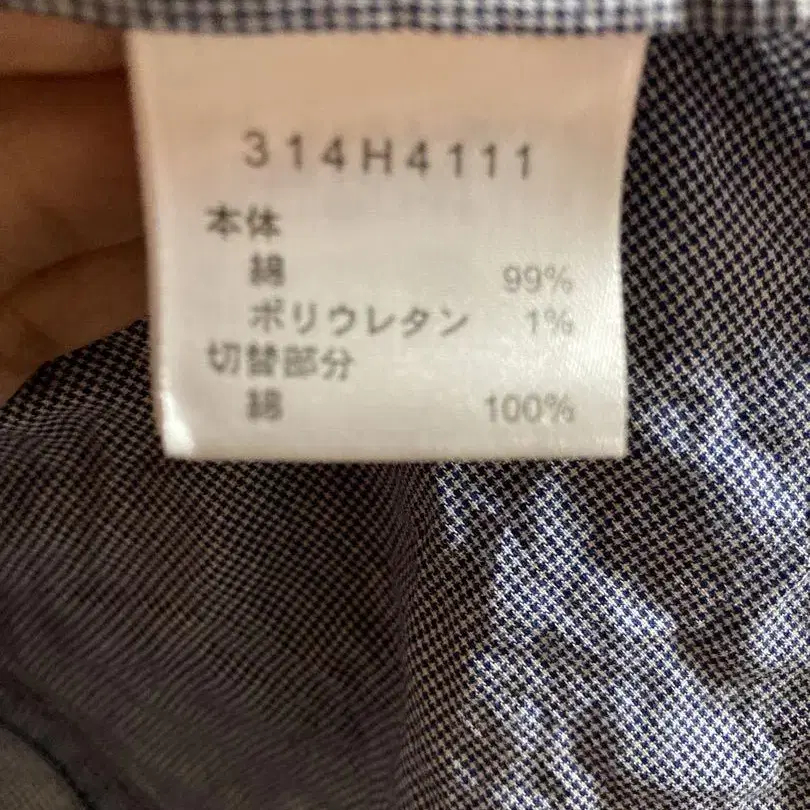 314H4111
本体
綿 99%
ポリウレタン 1%
切替部分
綿 100%